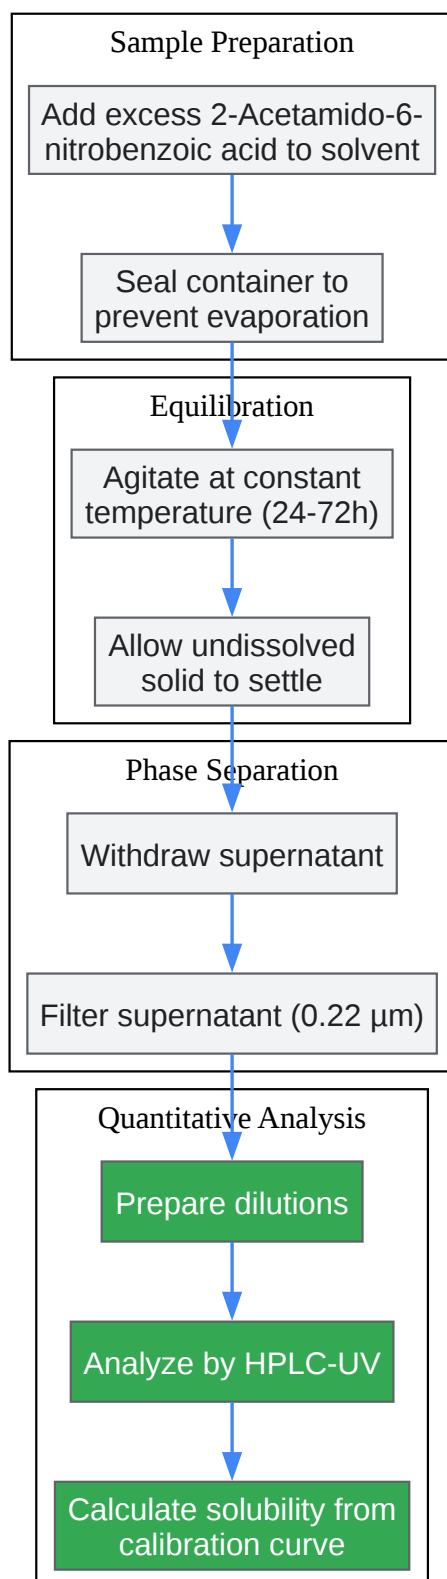 Sample Preparation
Add excess 2-Acetamido-6-
nitrobenzoic acid to solvent
Seal container to
prevent evaporation
Equilibration
Agitate at constant
temperature (24-72h)
Allow undissolved
solid to settle
Phase Separation
Withdraw supernatant
Filter supernatant (0.22 µm)
Quantitative Analysis
Prepare dilutions
Analyze by HPLC-UV
Calculate solubility from
calibration curve